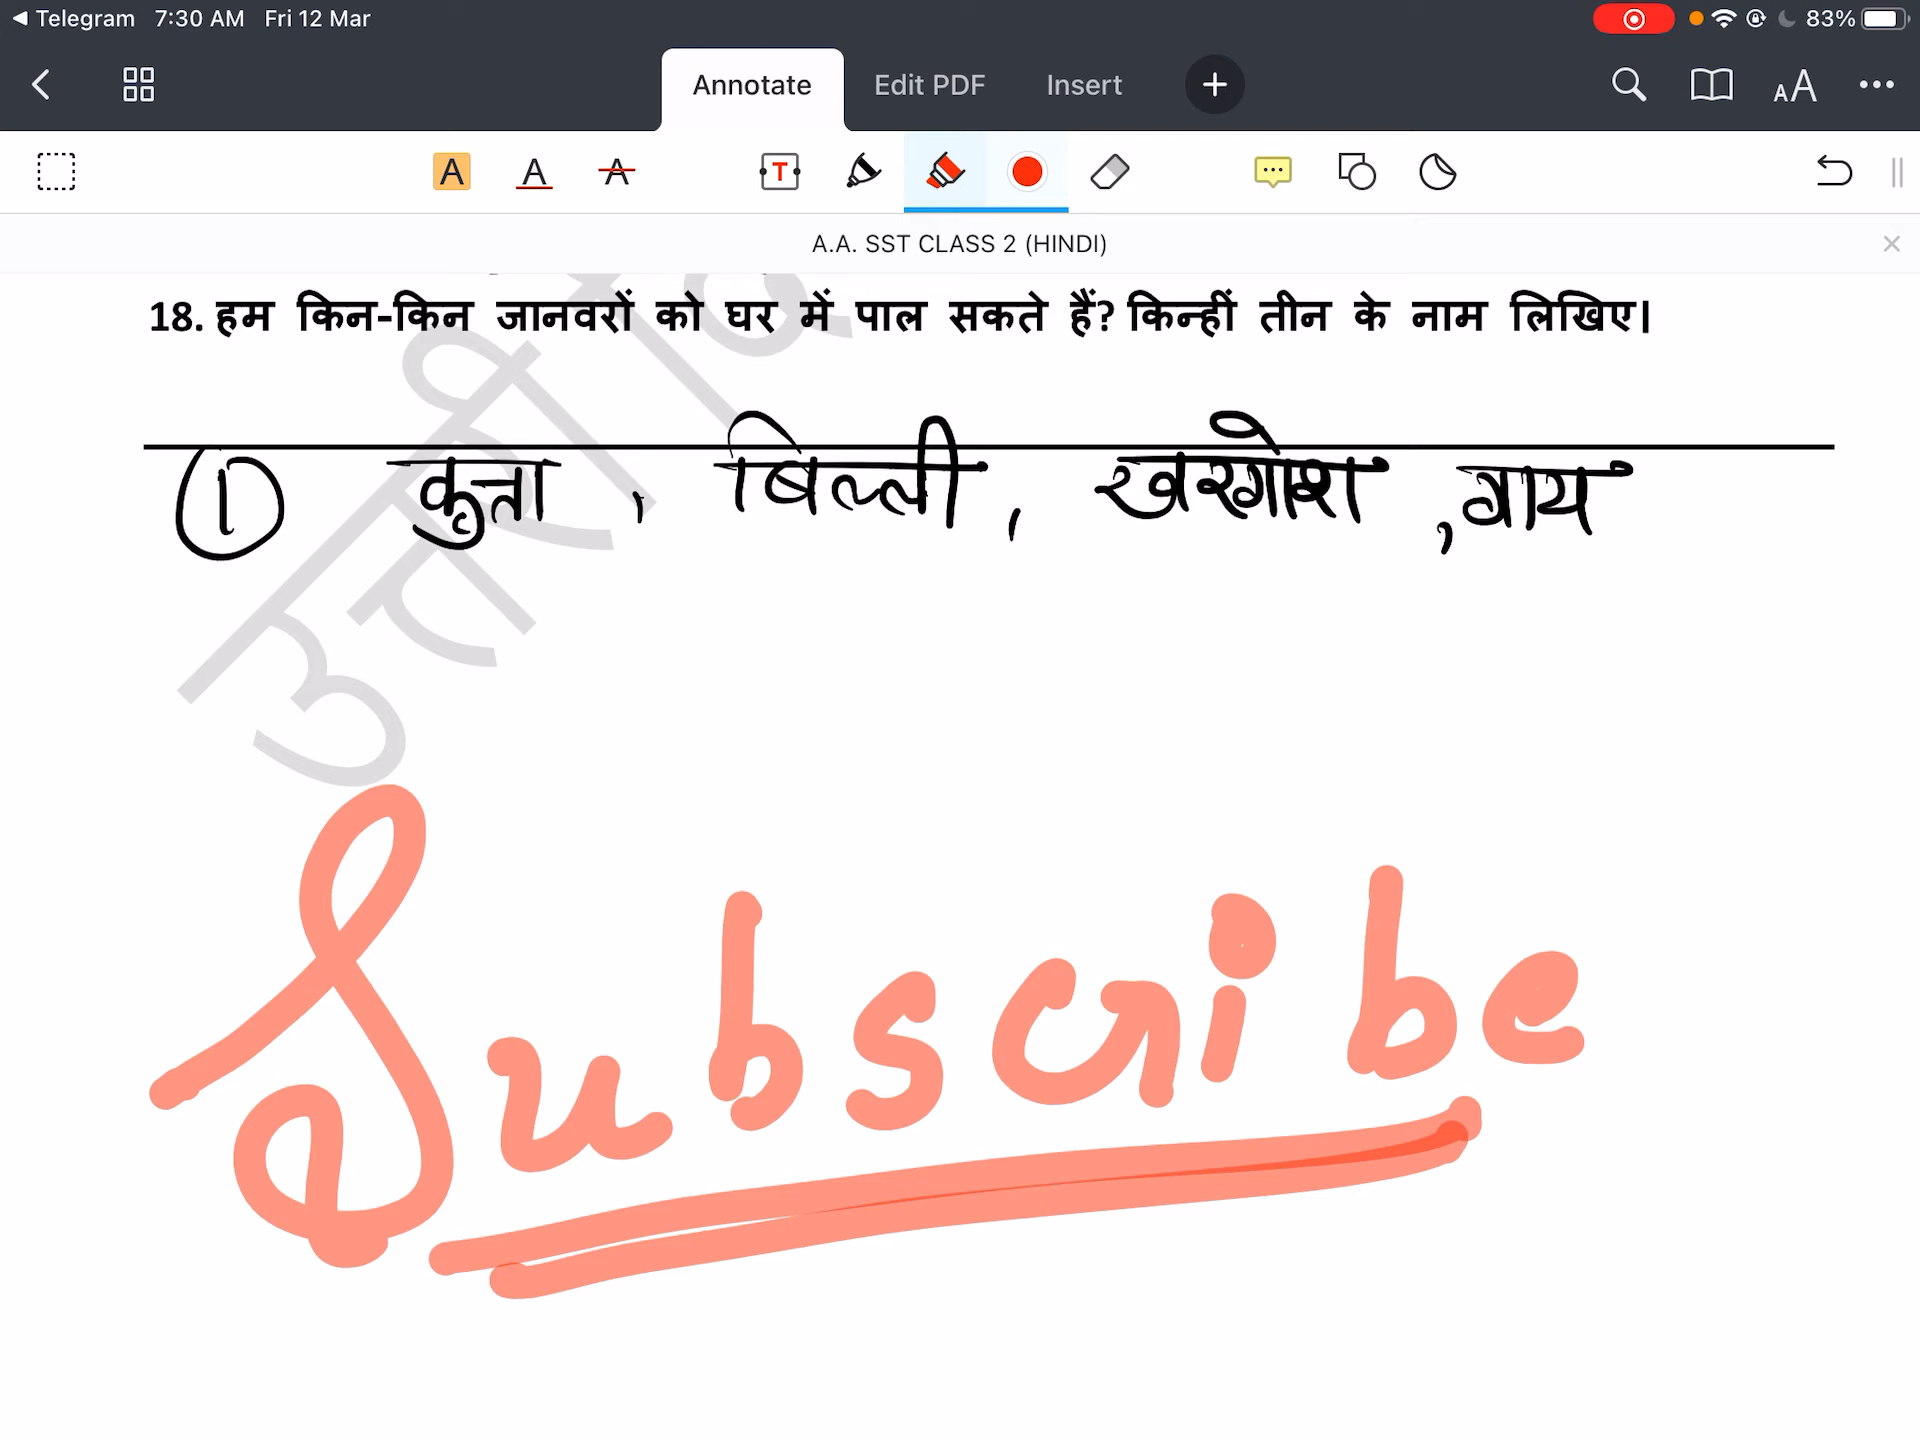 Telegram 7:30 AM Fri 12 Mar 83%
Annotate Edit PDF Insert
A A A T
A.A. SST CLASS 2 (HINDI)
18. हम किन-किन जानवरों को घर में पाल सकते हैं? किन्हीं तीन के नाम लिखिए।
① कुत्ता , बिल्ली , खरगोश , गाय
Subscribe